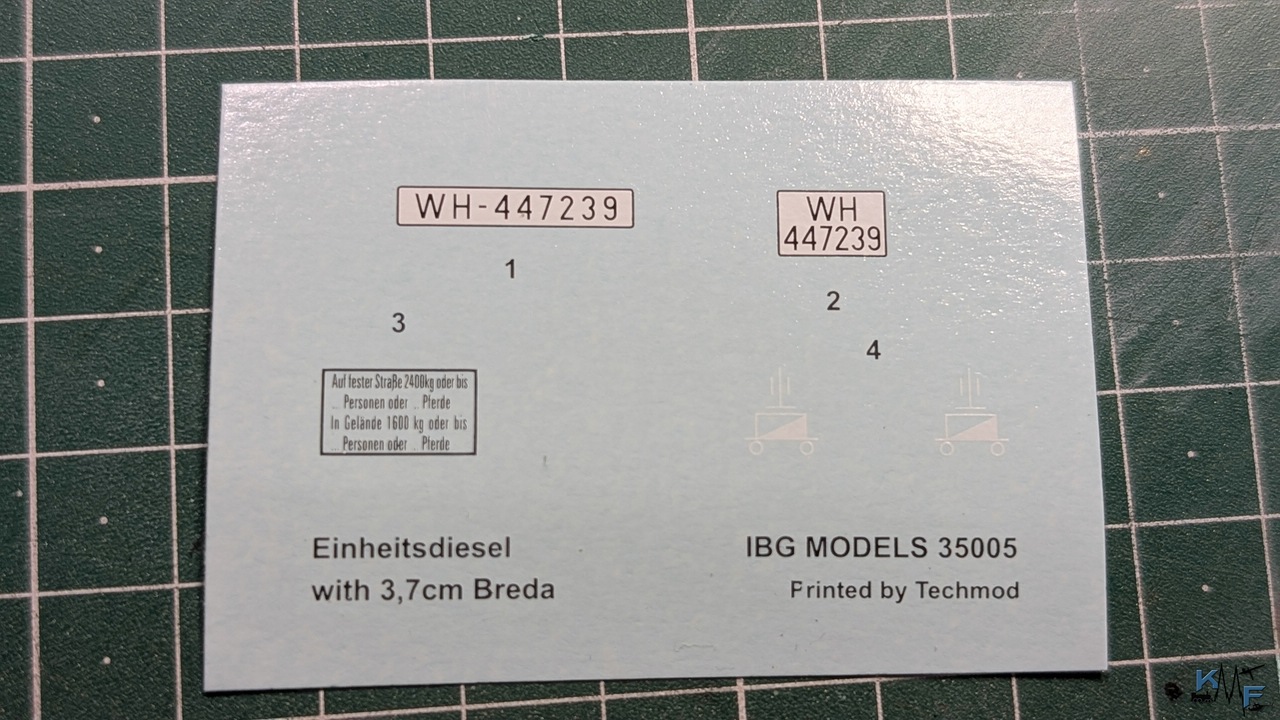 WH-447239
1
WH
447239
2
3
4
Auf fester Straße 2400kg oder bis
... Personen oder .. Pferde
In Gelände 1600 kg oder bis
... Personen oder .. Pferde
Einheitsdiesel
with 3,7cm Breda
IBG MODELS 35005
Printed by Techmod
KMF